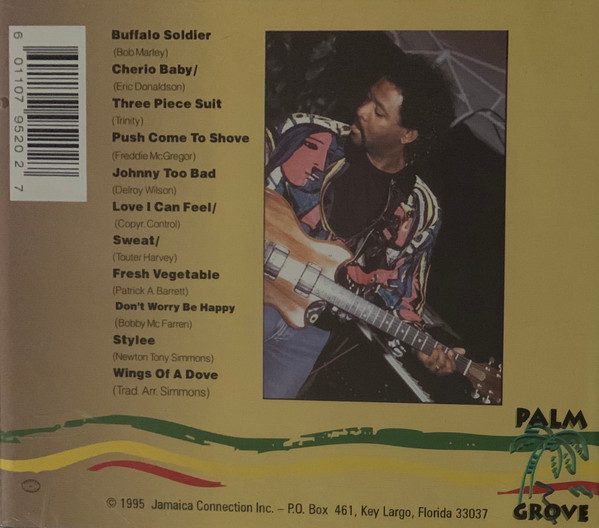 Buffalo Soldier
(Bob Marley)
Cherio Baby/
(Eric Donaldson)
Three Piece Suit
(Trinity)
Push Come To Shove
(Freddie McGregor)
Johnny Too Bad
(Delroy Wilson)
Love I Can Feel/
(Copyr. Control)
Sweat/
(Touter Harvey)
Fresh Vegetable
(Patrick A. Barrett)
Don't Worry Be Happy
(Bobby Mc Farren)
Stylee
(Newton Tony Simmons)
Wings Of A Dove
(Trad. Arr. Simmons)
6 01107 9520 2 7
PALM
GROVE
© 1995 Jamaica Connection Inc. – P.O. Box 461, Key Largo, Florida 33037